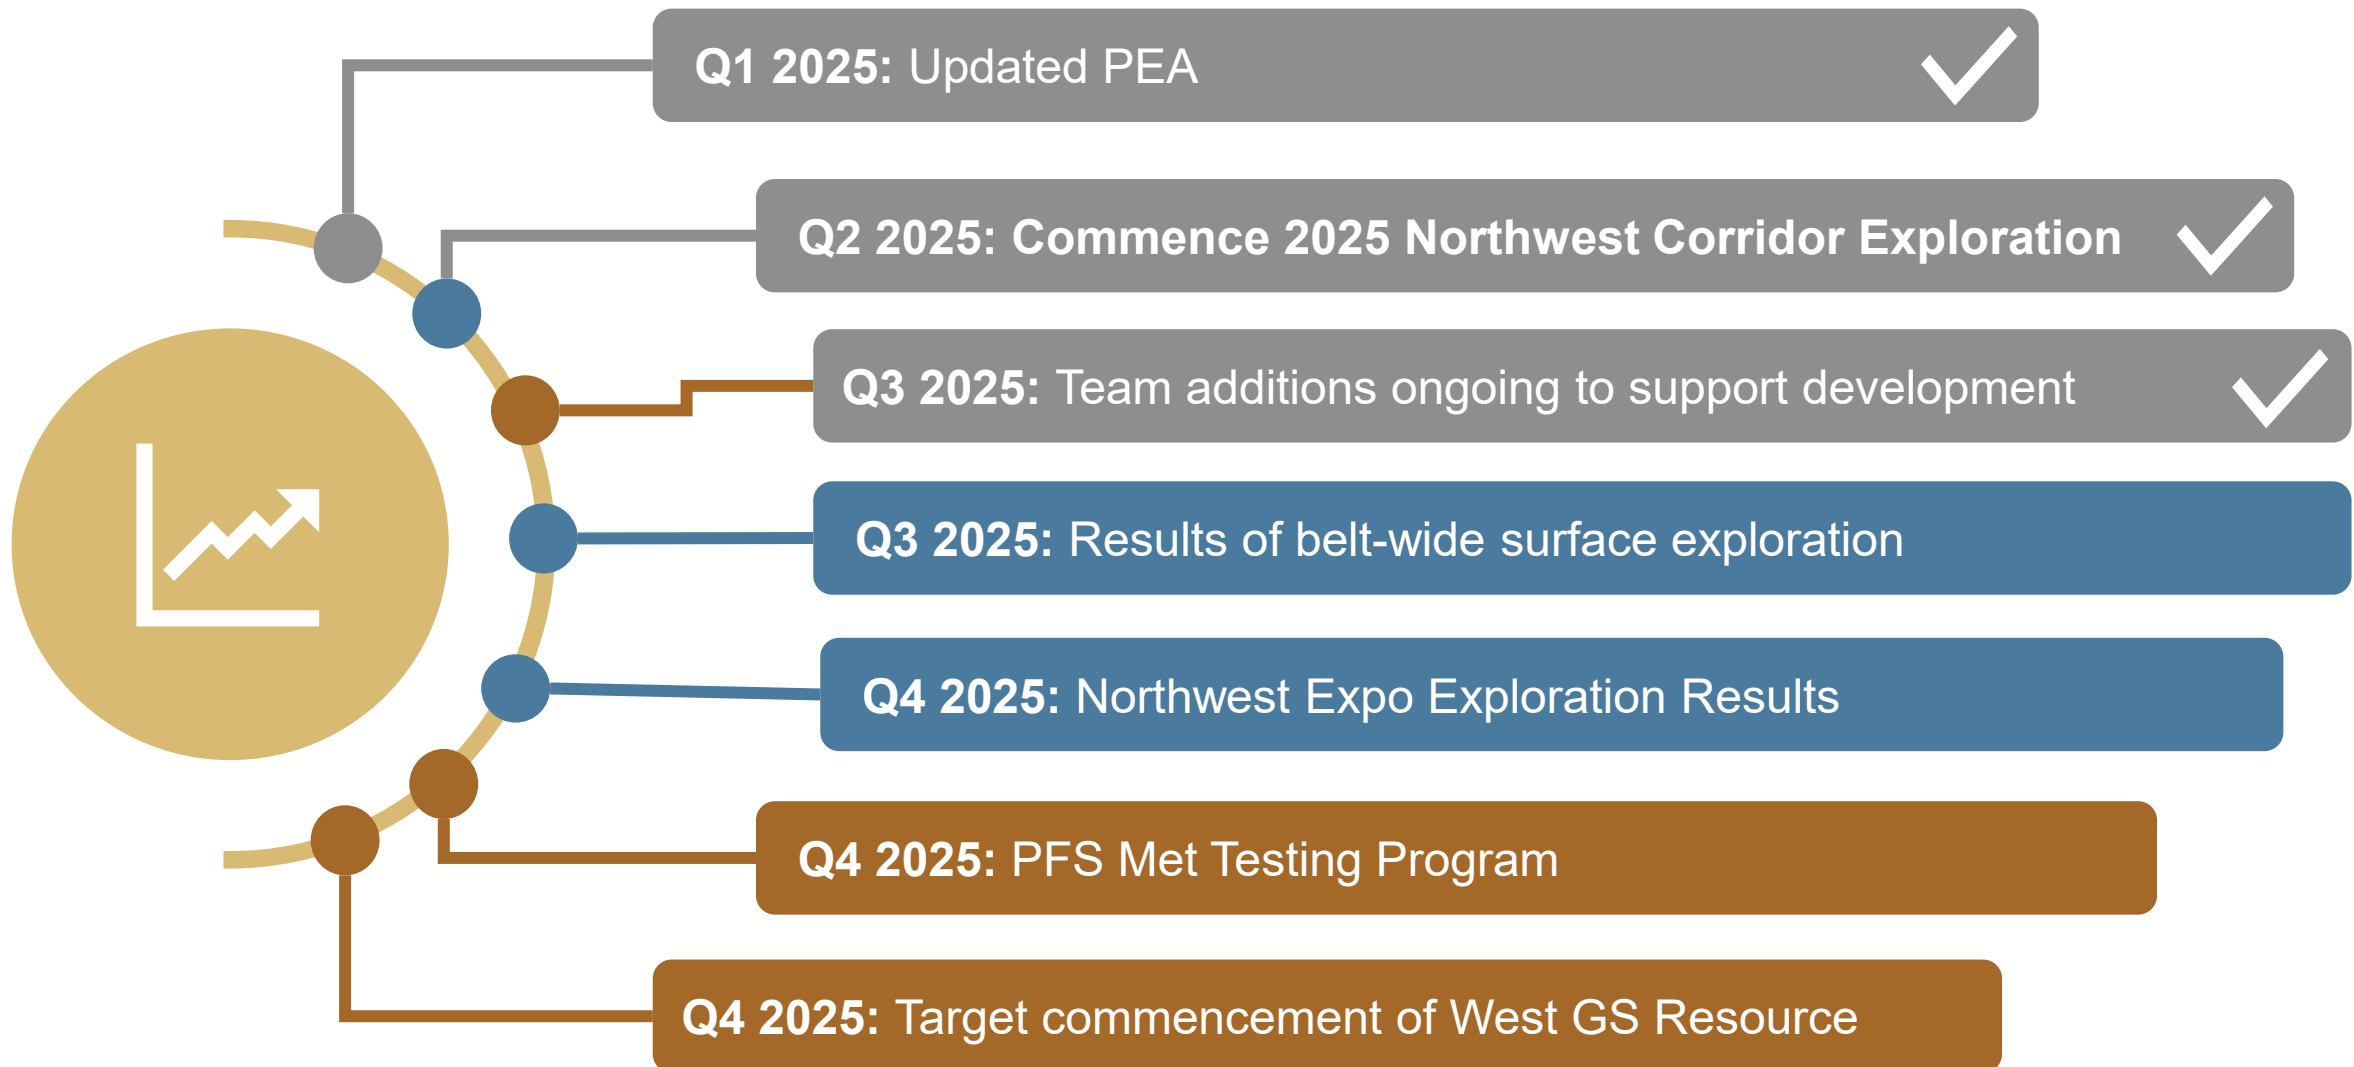 Q1 2025: Updated PEA
Q2 2025: Commence 2025 Northwest Corridor Exploration
Q3 2025: Team additions ongoing to support development
Q3 2025: Results of belt-wide surface exploration
Q4 2025: Northwest Expo Exploration Results
Q4 2025: PFS Met Testing Program
Q4 2025: Target commencement of West GS Resource